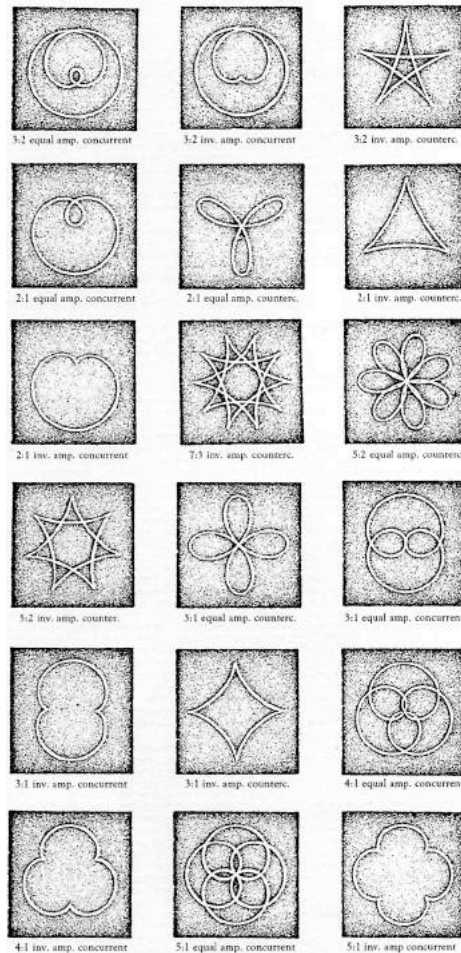 3:2 equal amp. concurrent
3:2 inv. amp. concurrent
3:2 inv. amp. counterc.
2:1 equal amp. concurrent
2:1 equal amp. counterc.
2:1 inv. amp. counterc.
2:1 inv. amp. concurrent
7:3 inv. amp. counterc.
5:2 equal amp. counterc
5:2 inv. amp. counter.
3:1 equal amp. counterc.
3:1 equal amp. concurren
3:1 inv. amp. concurrent
3:1 inv. amp. counterc.
4:1 equal amp. concurren
4:1 inv. amp. concurrent
5:1 equal amp. concurrent
5:1 inv. amp concurrent